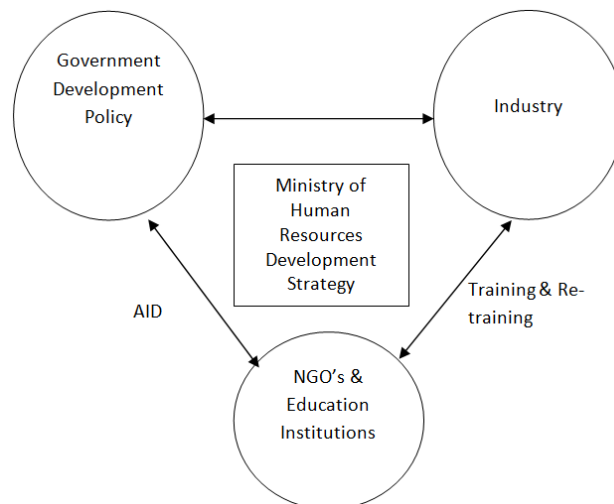 Government
Development
Policy
Industry
Ministry of
Human
Resources
Development
Strategy
AID
Training & Re-
training
NGO's &
Education
Institutions